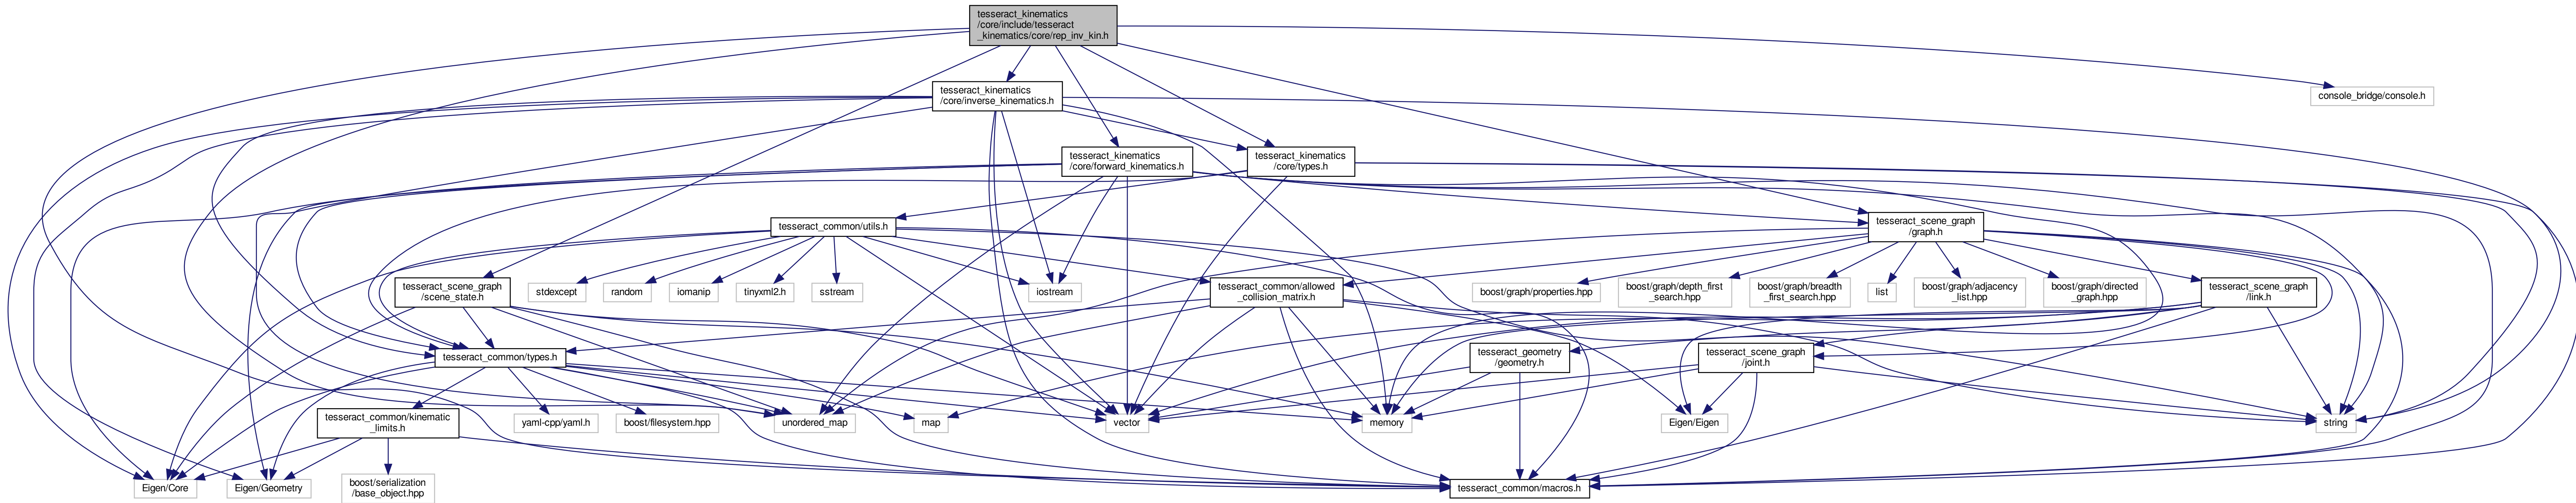 tesseract_kinematics
/core/include/tesseract
_kinematics/core/rep_inv_kin.h
tesseract_kinematics
/core/inverse_kinematics.h
console_bridge/console.h
tesseract_kinematics
/core/forward_kinematics.h
tesseract_kinematics
/core/types.h
tesseract_common/utils.h
tesseract_scene_graph
/graph.h
tesseract_scene_graph
/scene_state.h
stdexcept
random
iomanip
tinyxml2.h
sstream
iostream
tesseract_common/allowed
_collision_matrix.h
boost/graph/properties.hpp
boost/graph/depth_first
_search.hpp
boost/graph/breadth
_first_search.hpp
list
boost/graph/adjacency
_list.hpp
boost/graph/directed
_graph.hpp
tesseract_scene_graph
/link.h
tesseract_common/types.h
tesseract_geometry
/geometry.h
tesseract_scene_graph
/joint.h
tesseract_common/kinematic
_limits.h
yaml-cpp/yaml.h
boost/filesystem.hpp
unordered_map
map
vector
memory
Eigen/Eigen
string
Eigen/Core
Eigen/Geometry
boost/serialization
/base_object.hpp
tesseract_common/macros.h